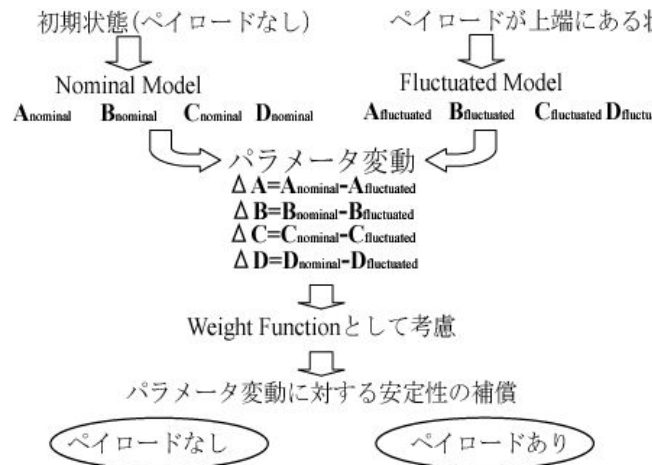 初期状態(ペイロードなし)
ペイロードが上端にある
Nominal Model
Fluctuated Model
Anominal Bnominal Cnominal Dnominal
Afluctuated Bfluctuated Cfluctuated
パラメータ変動
ΔA=Anominal-Afluctuated
ΔB=Bnominal-Bfluctuated
ΔC=Cnominal-Cfluctuated
ΔD=Dnominal-Dfluctuated
Weight Functionとして考慮
パラメータ変動に対する安定性の補償
ペイロードなし
ペイロードあり